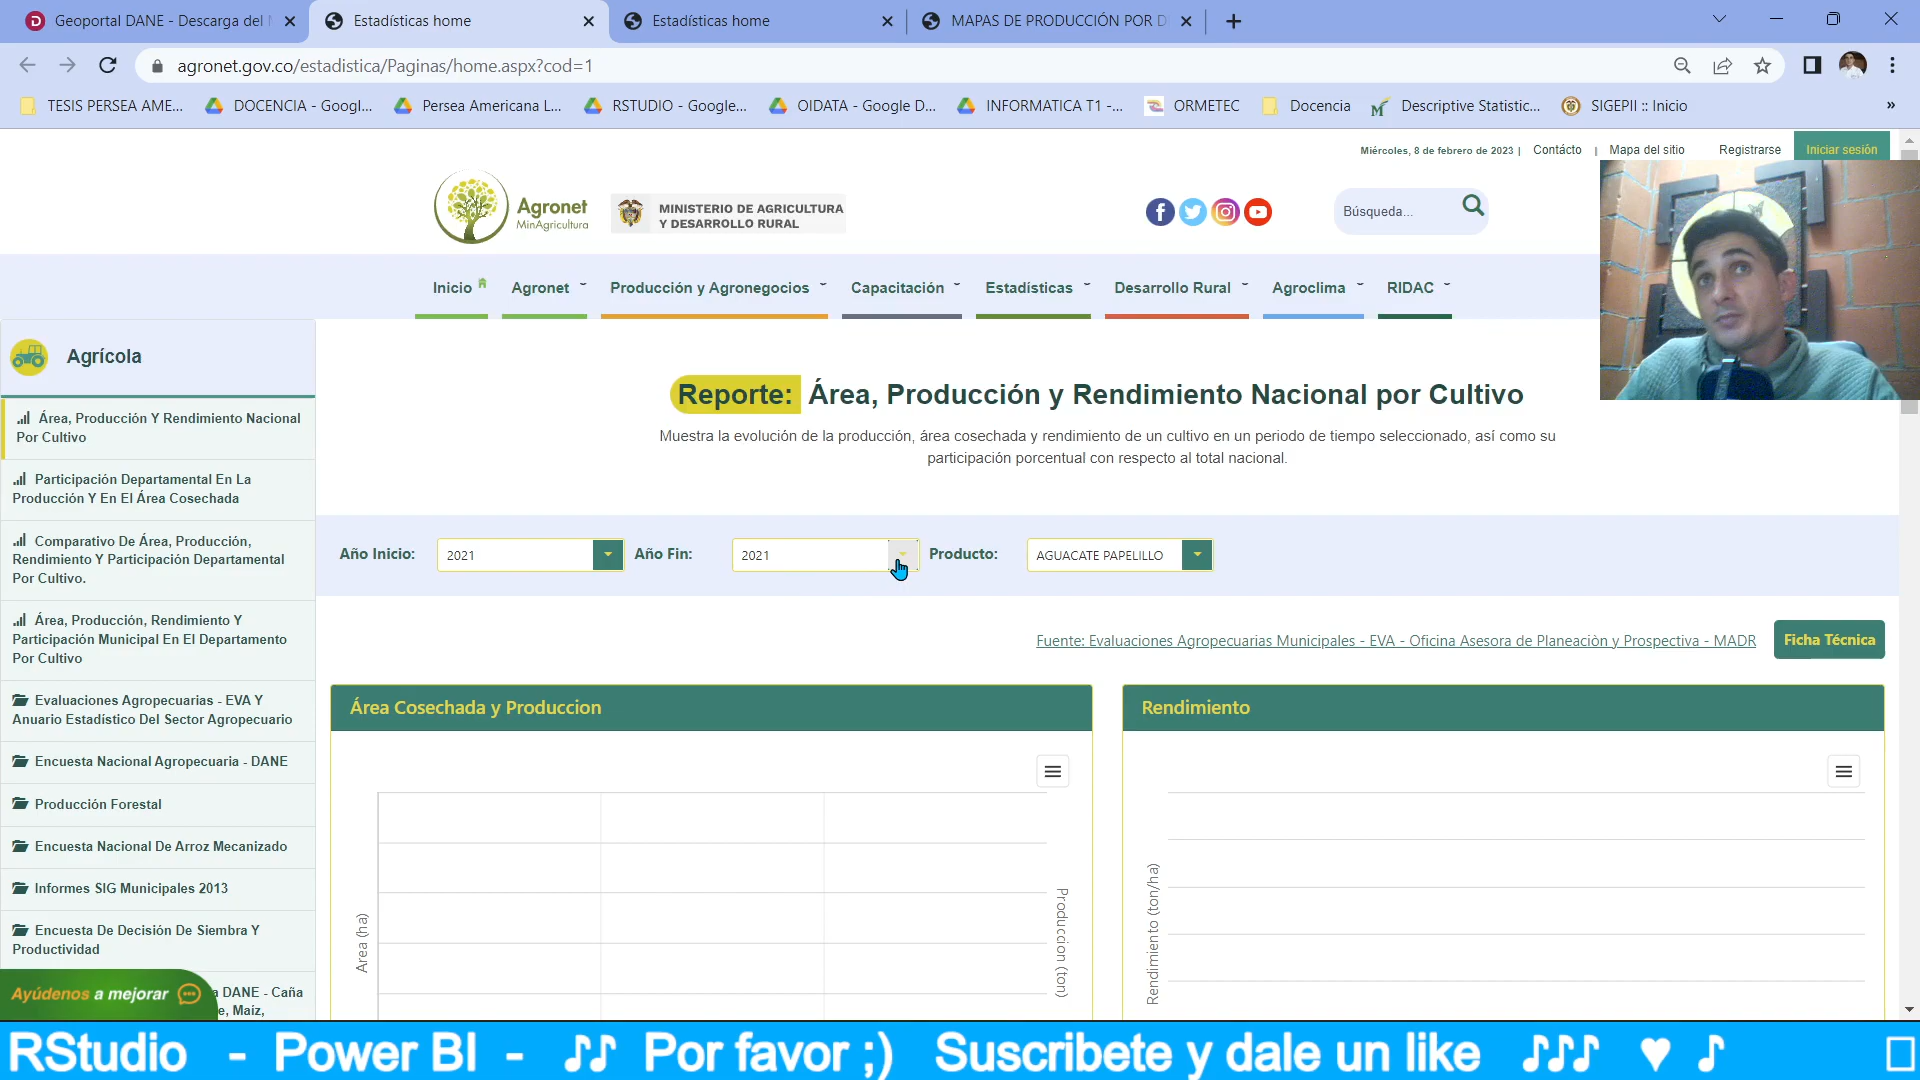 Geoportal DANE - Descarga del
Estadísticas home
Estadísticas home
MAPAS DE PRODUCCIÓN POR D
agronet.gov.co/estadistica/Paginas/home.aspx?cod=1
TESIS PERSEA AME...
DOCENCIA - Googl...
Persea Americana L...
RSTUDIO - Google...
OIDATA - Google D...
INFORMATICA T1 -...
ORMETEC
Docencia
Descriptive Statistic...
SIGEPII :: Inicio
»
Miércoles, 8 de febrero de 2023 | Contácto | Mapa del sitio Registrarse Iniciar sesión
Agronet
MinAgricultura
MINISTERIO DE AGRICULTURA
Y DESARROLLO RURAL
Búsqueda...
Inicio Agronet Producción y Agronegocios Capacitación Estadísticas Desarrollo Rural Agroclima RIDAC
Agrícola
Área, Producción Y Rendimiento Nacional
Por Cultivo
Participación Departamental En La
Producción Y En El Área Cosechada
Comparativo De Área, Producción,
Rendimiento Y Participación Departamental
Por Cultivo.
Área, Producción, Rendimiento Y
Participación Municipal En El Departamento
Por Cultivo
Evaluaciones Agropecuarias - EVA Y
Anuario Estadístico Del Sector Agropecuario
Encuesta Nacional Agropecuaria - DANE
Producción Forestal
Encuesta Nacional De Arroz Mecanizado
Informes SIG Municipales 2013
Encuesta De Decisión De Siembra Y
Productividad
DANE - Caña
Maiz,
Ayúdenos a mejorar
Reporte: Área, Producción y Rendimiento Nacional por Cultivo
Muestra la evolución de la producción, área cosechada y rendimiento de un cultivo en un periodo de tiempo seleccionado, así como su
participación porcentual con respecto al total nacional.
Año Inicio: 2021 Año Fin: 2021 Producto: AGUACATE PAPELILLO
Fuente: Evaluaciones Agropecuarias Municipales - EVA - Oficina Asesora de Planeaciòn y Prospectiva - MADR
Ficha Técnica
Área Cosechada y Produccion
Area (ha)
Produccion (ton)
Rendimiento
Rendimiento (ton/ha)
RStudio - Power BI - ♪♪ Por favor ;) Suscribete y dale un like ♪♪♪ ♥ ♪